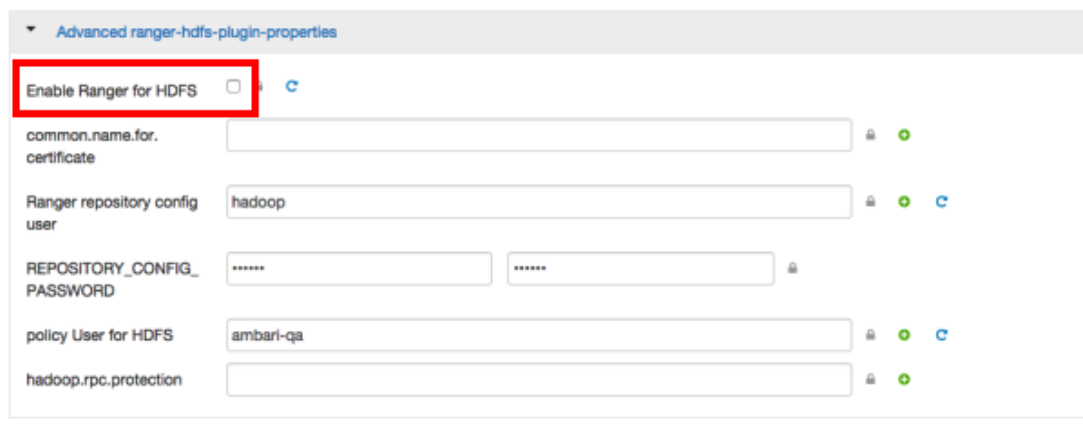 Advanced ranger-hdfs-plugin-properties
Enable Ranger for HDFS
common.name.for.
certificate
Ranger repository config
user
hadoop
REPOSITORY_CONFIG_
PASSWORD
•••••• ••••••
policy User for HDFS
ambari-qa
hadoop.rpc.protection